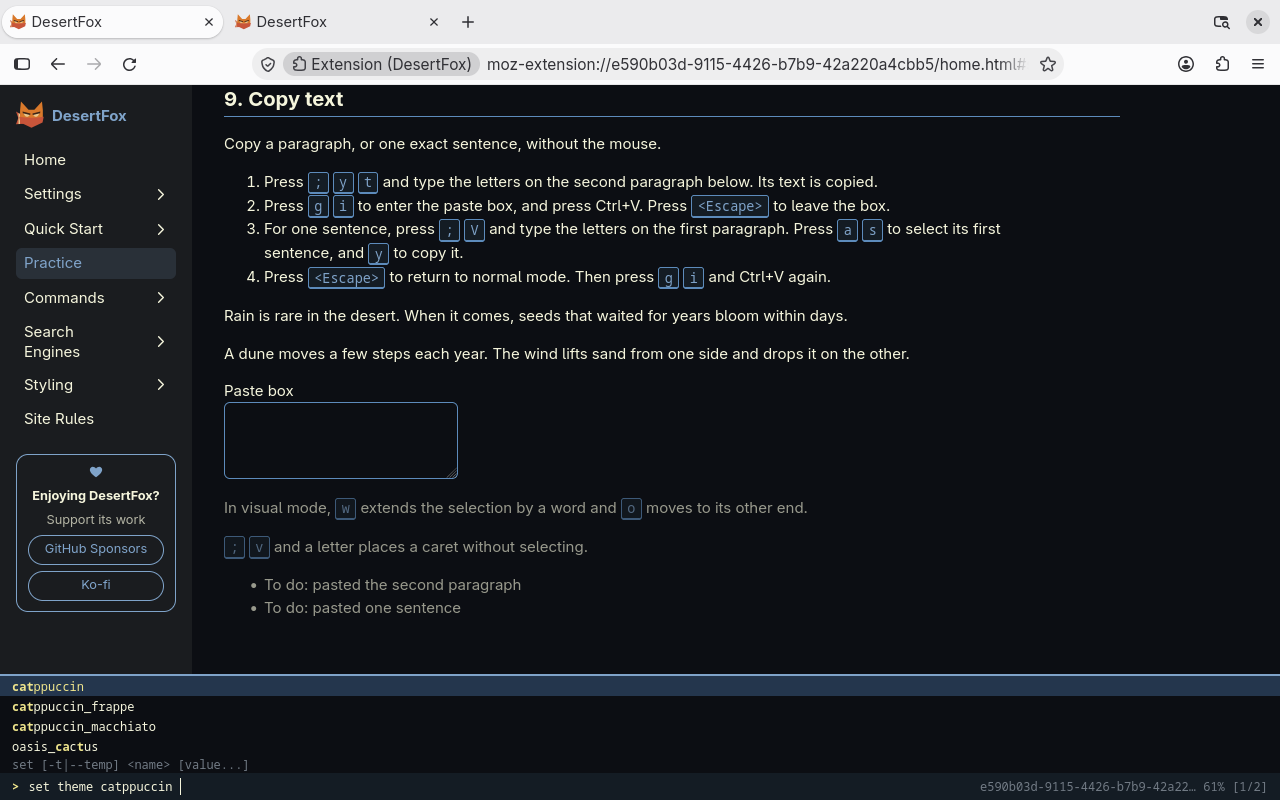 DesertFox
DesertFox
Extension (DesertFox) moz-extension://e590b03d-9115-4426-b7b9-42a220a4cbb5/home.html#
DesertFox
Home
Settings
Quick Start
Practice
Commands
Search
Engines
Styling
Site Rules
Enjoying DesertFox?
Support its work
GitHub Sponsors
Ko-fi
9. Copy text
Copy a paragraph, or one exact sentence, without the mouse.
1. Press ; y t and type the letters on the second paragraph below. Its text is copied.
2. Press g i to enter the paste box, and press Ctrl+V. Press <Escape> to leave the box.
3. For one sentence, press ; V and type the letters on the first paragraph. Press a s to select its first
sentence, and y to copy it.
4. Press <Escape> to return to normal mode. Then press g i and Ctrl+V again.
Rain is rare in the desert. When it comes, seeds that waited for years bloom within days.
A dune moves a few steps each year. The wind lifts sand from one side and drops it on the other.
Paste box
In visual mode, w extends the selection by a word and o moves to its other end.
; v and a letter places a caret without selecting.
• To do: pasted the second paragraph
• To do: pasted one sentence
catppuccin
catppuccin_frappe
catppuccin_macchiato
oasis_cactus
set [-t|--temp] <name> [value...]
> set theme catppuccin
e590b03d-9115-4426-b7b9-42a22… 61% [1/2]